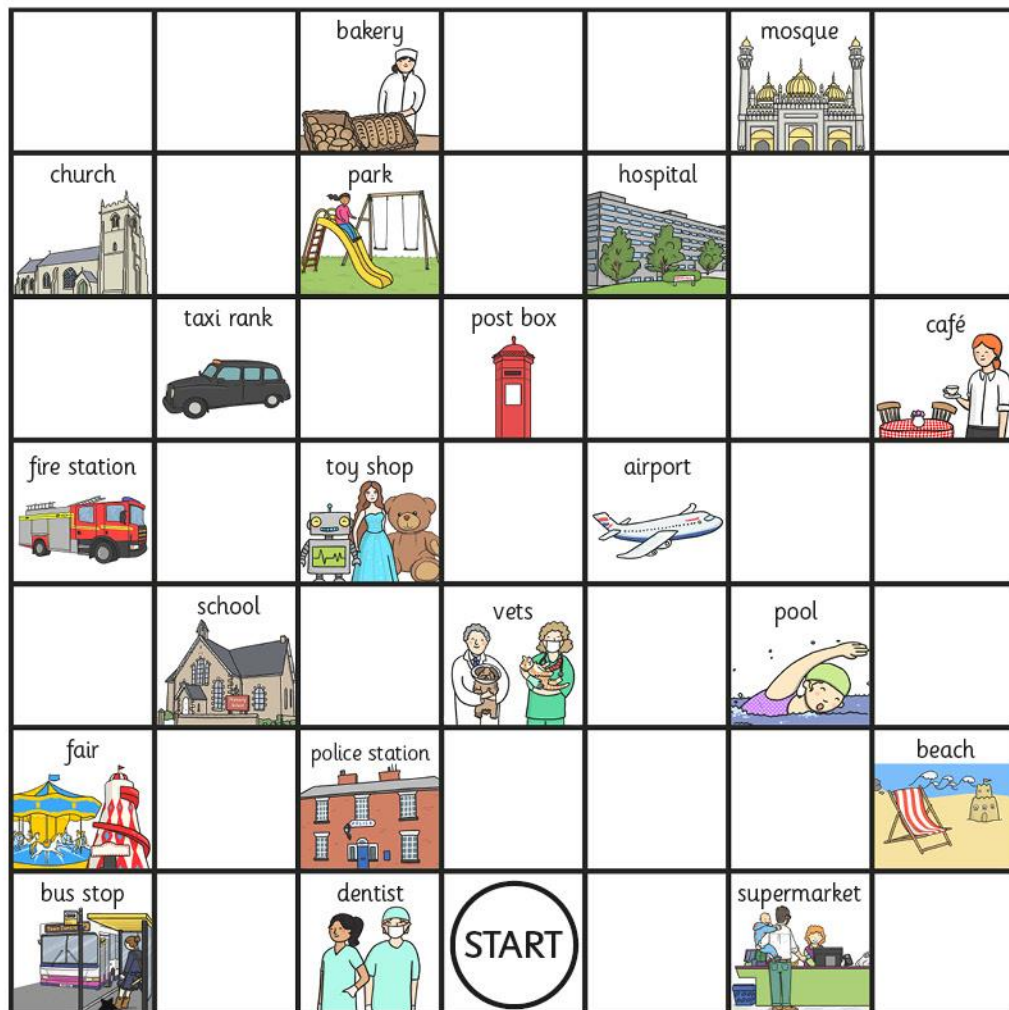 bakery
mosque
church
park
hospital
taxi rank
post box
café
fire station
toy shop
airport
school
vets
pool
fair
police station
POLICE
beach
bus stop
dentist
START
supermarket